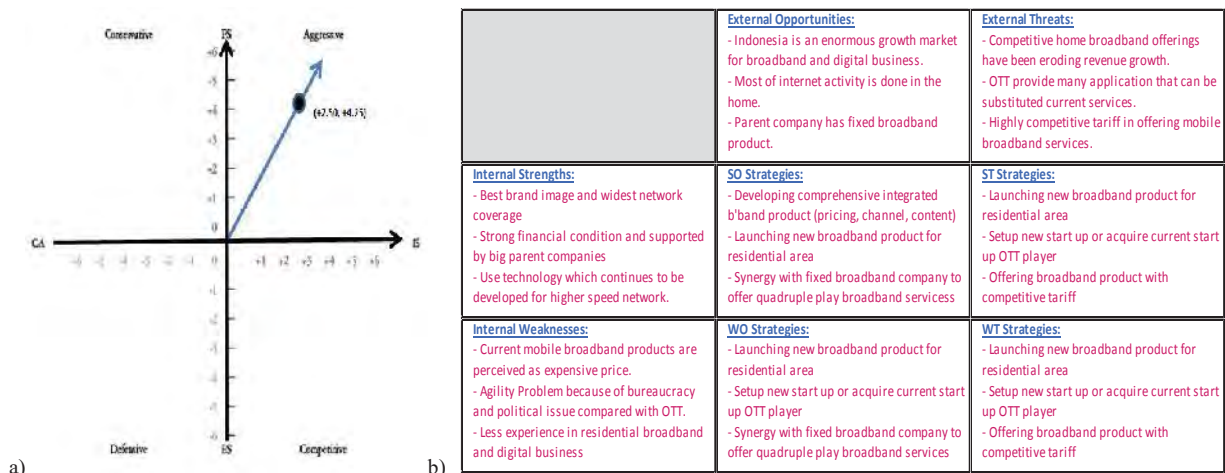 Conservative FS Aggressive
+6
+5
+4
(+2.50, +4.25)
+3
+2
+1
0
CA IS
-6 -5 -4 -3 -2 -1 0 +1 +2 +3 +4 +5 +6
-1
-2
-3
-4
-5
-6
Defensive ES Competitive
a)
b)
External Opportunities:
- Indonesia is an enormous growth market
for broadband and digital business.
- Most of internet activity is done in the
home.
- Parent company has fixed broadband
product.
External Threats:
- Competitive home broadband offerings
have been eroding revenue growth.
- OTT provide many application that can be
substituted current services.
- Highly competitive tariff in offering mobile
broadband services.
Internal Strengths:
- Best brand image and widest network
coverage
- Strong financial condition and supported
by big parent companies
- Use technology which continues to be
developed for higher speed network.
SO Strategies:
- Developing comprehensive integrated
b'band product (pricing, channel, content)
- Launching new broadband product for
residential area
- Synergy with fixed broadband company to
offer quadruple play broadband servicess
ST Strategies:
- Launching new broadband product for
residential area
- Setup new start up or acquire current start
up OTT player
- Offering broadband product with
competitive tariff
Internal Weaknesses:
- Current mobile broadband products are
perceived as expensive price.
- Agility Problem because of bureaucracy
and political issue compared with OTT.
- Less experience in residential broadband
and digital business
WO Strategies:
- Launching new broadband product for
residential area
- Setup new start up or acquire current start
up OTT player
- Synergy with fixed broadband company to
offer quadruple play broadband services
WT Strategies:
- Launching new broadband product for
residential area
- Setup new start up or acquire current start
up OTT player
- Offering broadband product with
competitive tariff